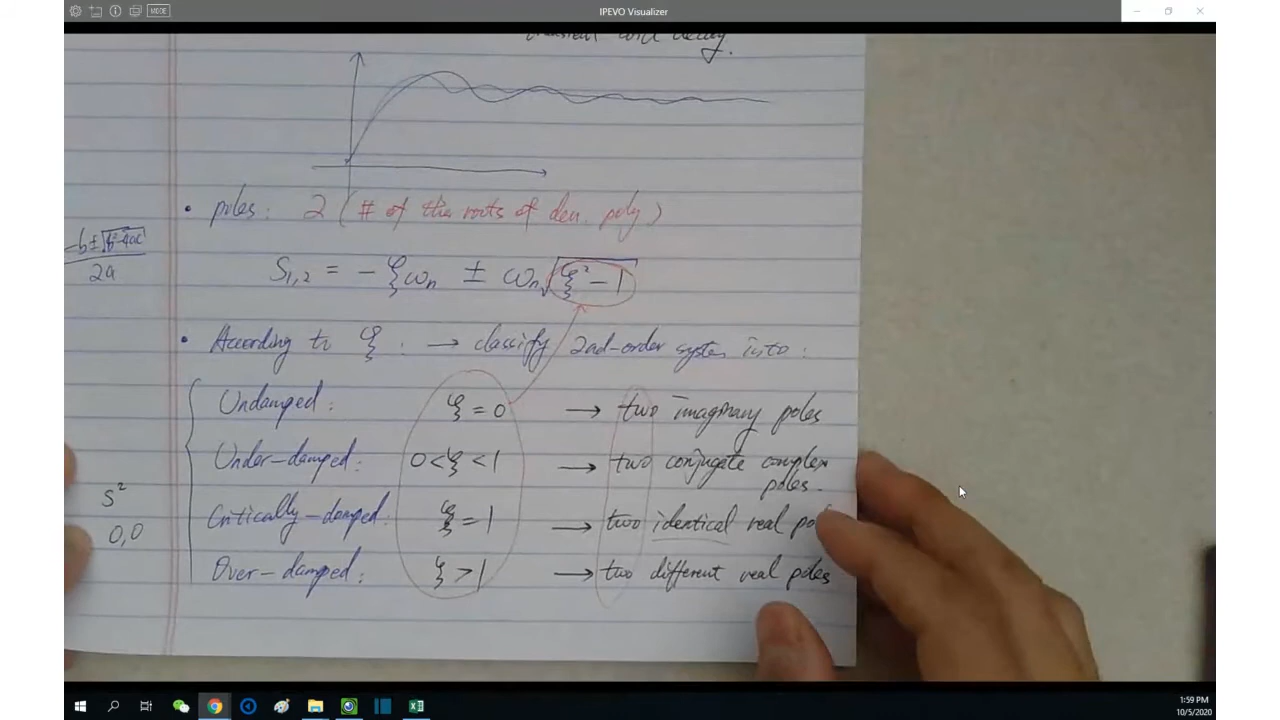 IPEVO Visualizer
MODE
decay.
• poles: 2 ( # of the roots of den. poly )
-b±√b²-4ac
2a
S1,2 = - ξωn ± ωn√ξ² - 1
• According to ξ : → classify 2nd-order system into:
Undamped: ξ = 0 → two imaginary poles
Under-damped: 0 < ξ < 1 → two conjugate complex
poles.
S²
0,0
Critically-damped: ξ = 1 → two identical real
Over-damped: ξ > 1 → two different real poles
1:59 PM
10/5/2020